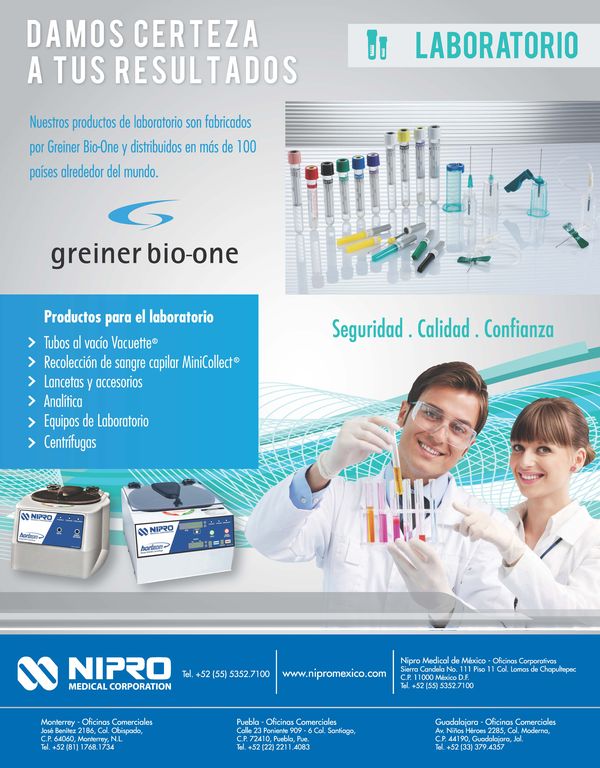 DAMOS CERTEZA
A TUS RESULTADOS
LABORATORIO
Nuestros productos de laboratorio son fabricados
por Greiner Bio-One y distribuidos en más de 100
países alrededor del mundo.
greiner bio-one
Productos para el laboratorio
Tubos al vacío Vacuette®
Recolección de sangre capilar MiniCollect®
Lancetas y accesorios
Analítica
Equipos de Laboratorio
Centrífugas
Seguridad . Calidad . Confianza
NIPRO
horizon
NIPRO
horizon
NIPRO
MEDICAL CORPORATION
Tel. +52 (55) 5352.7100
www.nipromexico.com
Nipro Medical de México - Oficinas Corporativas
Sierra Candela No. 111 Piso 11 Col. Lomas de Chapultepec
C.P. 11000 México D.F.
Tel. +52 (55) 5352.7100
Monterrey - Oficinas Comerciales
José Benítez 2186, Col. Obispado,
C.P. 64060, Monterrey, N.L.
Tel. +52 (81) 1768.1734
Puebla - Oficinas Comerciales
Calle 23 Poniente 909 - 6 Col. Santiago,
C.P. 72410, Puebla, Pue.
Tel. +52 (22) 2211.4083
Guadalajara - Oficinas Comerciales
Av. Niños Héroes 2285, Col. Moderna,
C.P. 44190, Guadalajara, Jal.
Tel. +52 (33) 379.4357